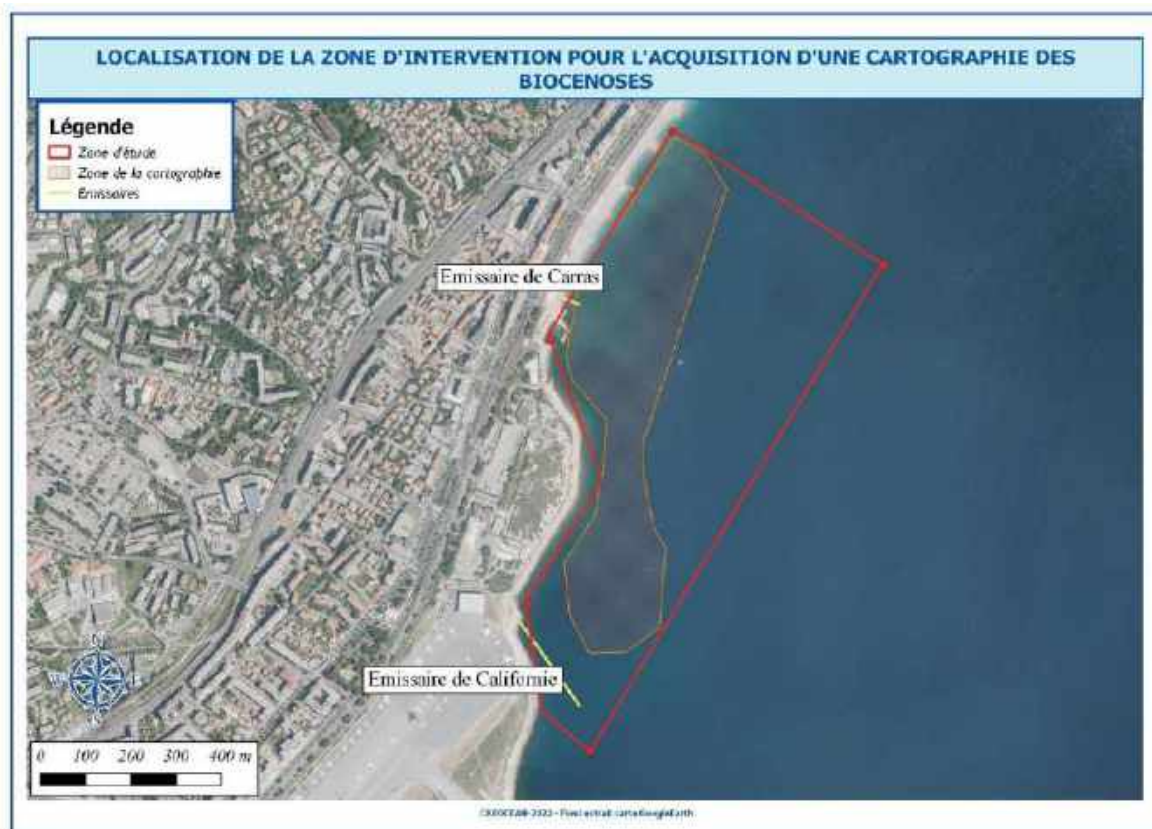 LOCALISATION DE LA ZONE D'INTERVENTION POUR L'ACQUISITION D'UNE CARTOGRAPHIE DES
BIOCENOSES
Légende
Zone d'étude
Zone de la cartographie
Emissaires
Emissaire de Carras
Emissaire de Californie
N
W E
S
0 100 200 300 400 m